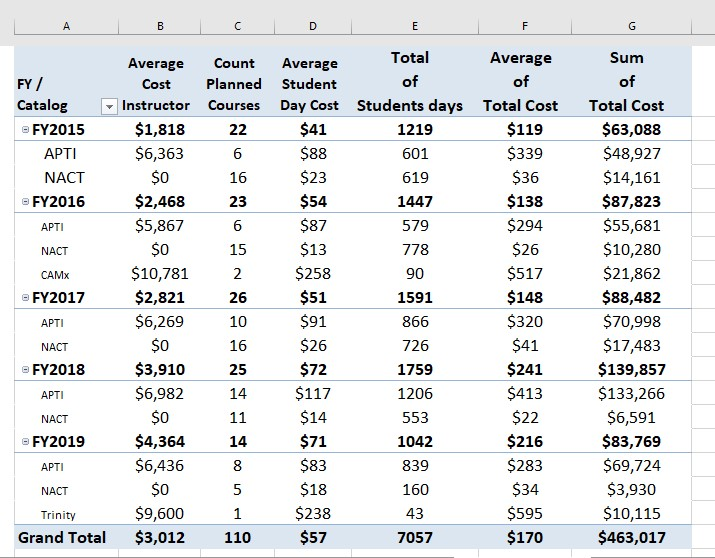 A B C D E F G
FY / Catalog Average Cost Instructor Count Planned Courses Average Student Day Cost Total of Students days Average of Total Cost Sum of Total Cost
FY2015 $1,818 22 $41 1219 $119 $63,088
APTI $6,363 6 $88 601 $339 $48,927
NACT $0 16 $23 619 $36 $14,161
FY2016 $2,468 23 $54 1447 $138 $87,823
APTI $5,867 6 $87 579 $294 $55,681
NACT $0 15 $13 778 $26 $10,280
CAMx $10,781 2 $258 90 $517 $21,862
FY2017 $2,821 26 $51 1591 $148 $88,482
APTI $6,269 10 $91 866 $320 $70,998
NACT $0 16 $26 726 $41 $17,483
FY2018 $3,910 25 $72 1759 $241 $139,857
APTI $6,982 14 $117 1206 $413 $133,266
NACT $0 11 $14 553 $22 $6,591
FY2019 $4,364 14 $71 1042 $216 $83,769
APTI $6,436 8 $83 839 $283 $69,724
NACT $0 5 $18 160 $34 $3,930
Trinity $9,600 1 $238 43 $595 $10,115
Grand Total $3,012 110 $57 7057 $170 $463,017